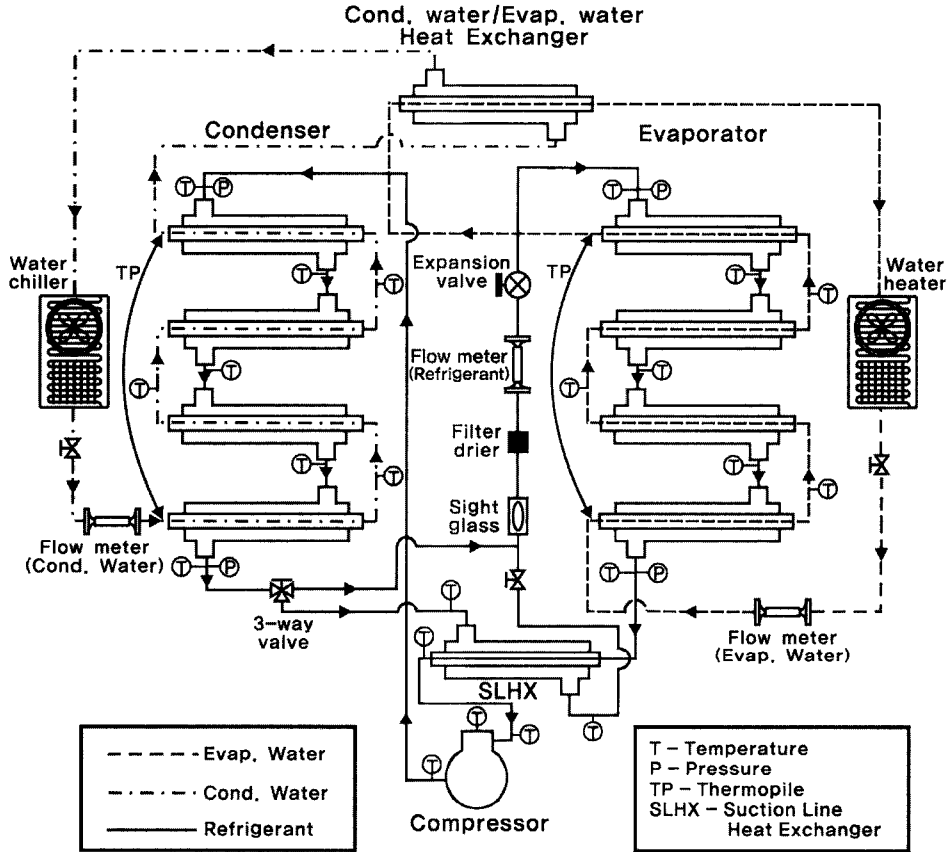 Cond, water/Evap, water
Heat Exchanger
Condenser
Evaporator
T
P
T
P
TP
T
T
TP
T
T
Water
chiller
Expansion
valve
Water
heater
T
T
Flow meter
(Refrigerant)
T
T
T
T
Filter
drier
T
T
T
T
Sight
glass
Flow meter
(Cond, Water)
T
P
T
P
3-way
valve
T
T
Flow meter
(Evap, Water)
SLHX
T
T
T
T
Compressor
Evap, Water
Cond, Water
Refrigerant
T - Temperature
P - Pressure
TP - Thermopile
SLHX - Suction Line
Heat Exchanger